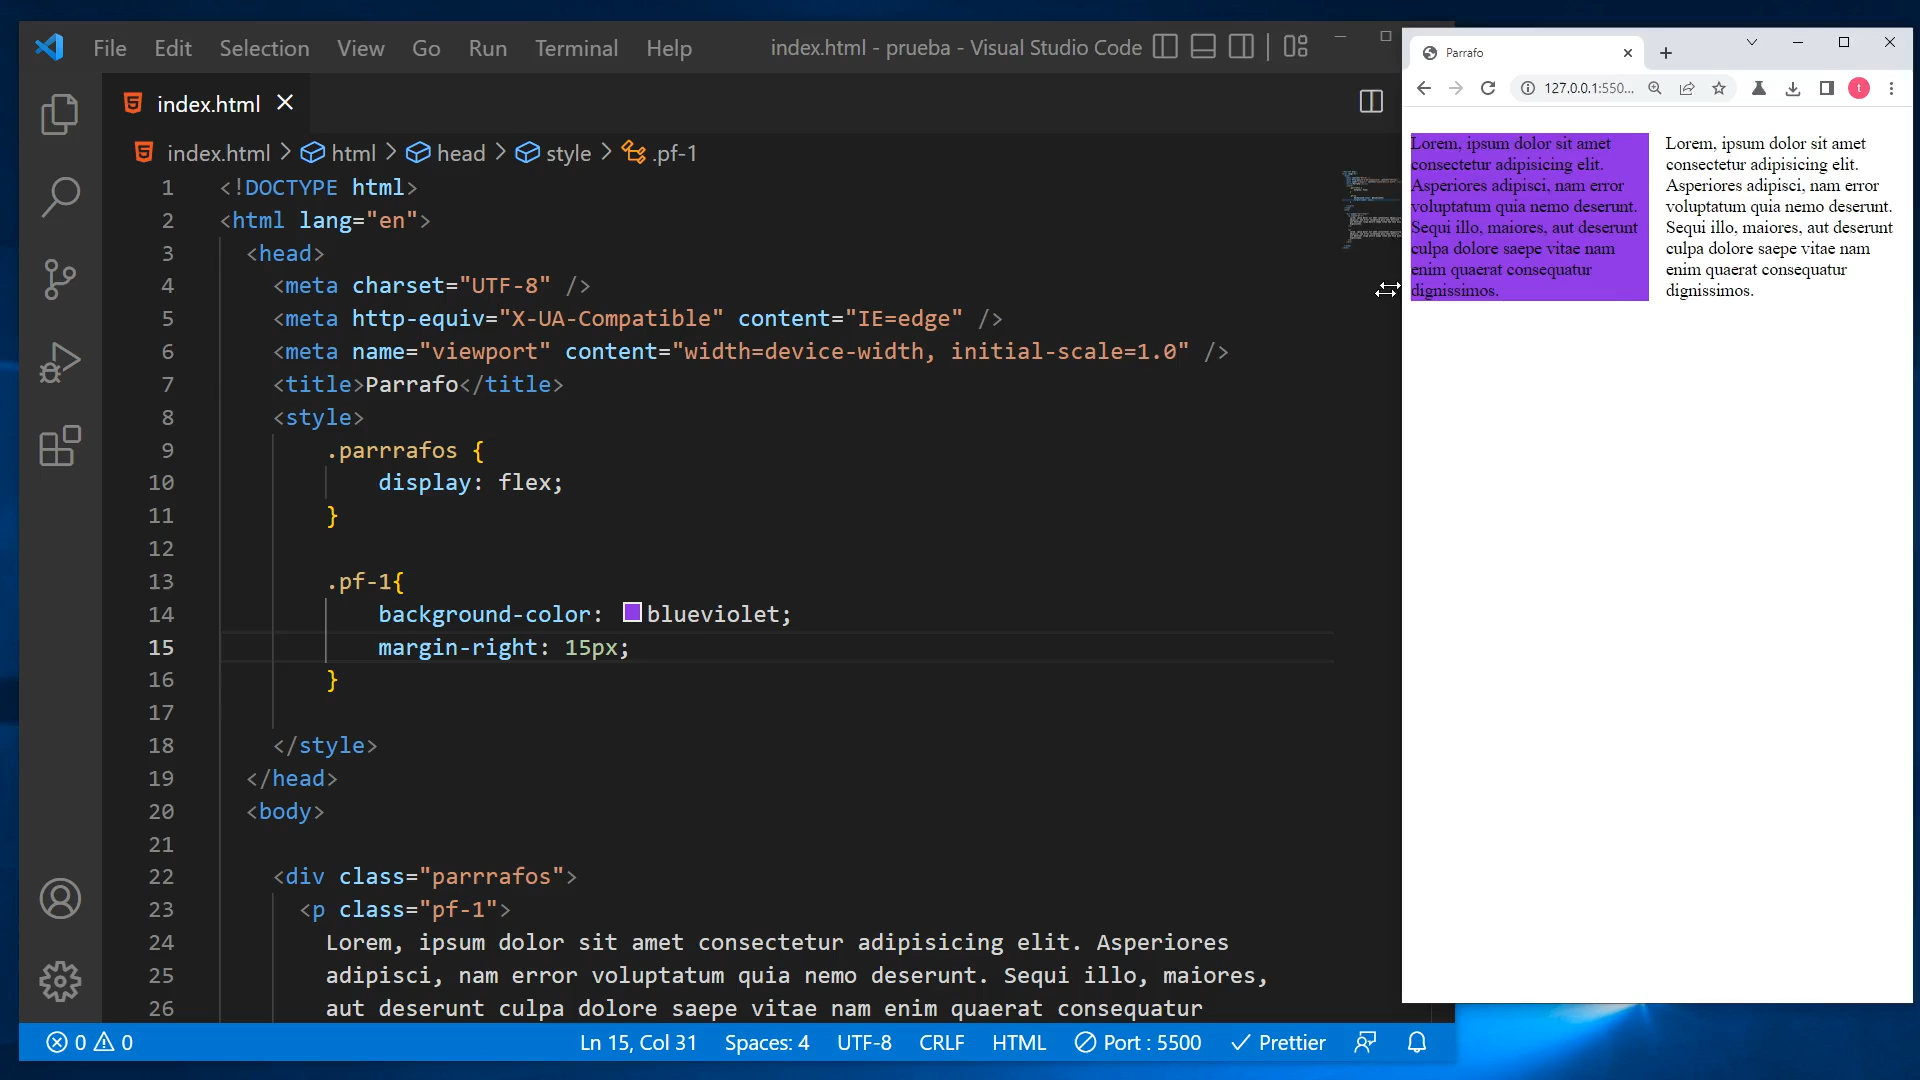 File Edit Selection View Go Run Terminal Help index.html - prueba - Visual Studio Code
index.html
index.html > html > head > style > .pf-1
1 <!DOCTYPE html>
2 <html lang="en">
3 <head>
4 <meta charset="UTF-8" />
5 <meta http-equiv="X-UA-Compatible" content="IE=edge" />
6 <meta name="viewport" content="width=device-width, initial-scale=1.0" />
7 <title>Parrafo</title>
8 <style>
9 .parrrafos {
10 display: flex;
11 }
12
13 .pf-1{
14 background-color: blueviolet;
15 margin-right: 15px;
16 }
17
18 </style>
19 </head>
20 <body>
21
22 <div class="parrrafos">
23 <p class="pf-1">
24 Lorem, ipsum dolor sit amet consectetur adipisicing elit. Asperiores
25 adipisci, nam error voluptatum quia nemo deserunt. Sequi illo, maiores,
26 aut deserunt culpa dolore saepe vitae nam enim quaerat consequatur
0 0 Ln 15, Col 31 Spaces: 4 UTF-8 CRLF HTML Port : 5500 Prettier
Parrafo
127.0.0.1:550...
t
Lorem, ipsum dolor sit amet
consectetur adipisicing elit.
Asperiores adipisci, nam error
voluptatum quia nemo deserunt.
Sequi illo, maiores, aut deserunt
culpa dolore saepe vitae nam
enim quaerat consequatur
dignissimos.
Lorem, ipsum dolor sit amet
consectetur adipisicing elit.
Asperiores adipisci, nam error
voluptatum quia nemo deserunt.
Sequi illo, maiores, aut deserunt
culpa dolore saepe vitae nam
enim quaerat consequatur
dignissimos.